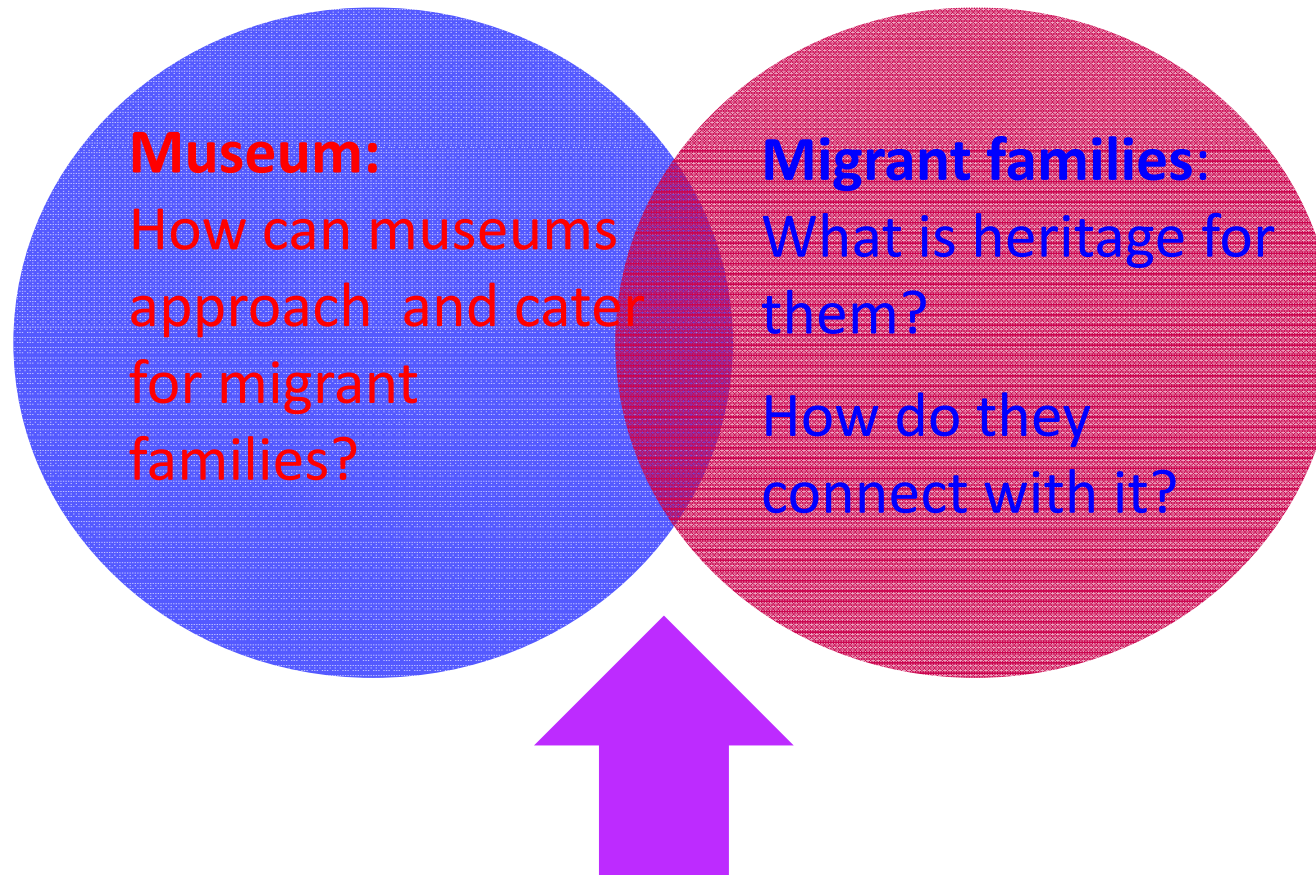 Museum:
How can museums
approach  and cater
for migrant
families?
Migrant families:
What is heritage for
them?
How do they
connect with it?